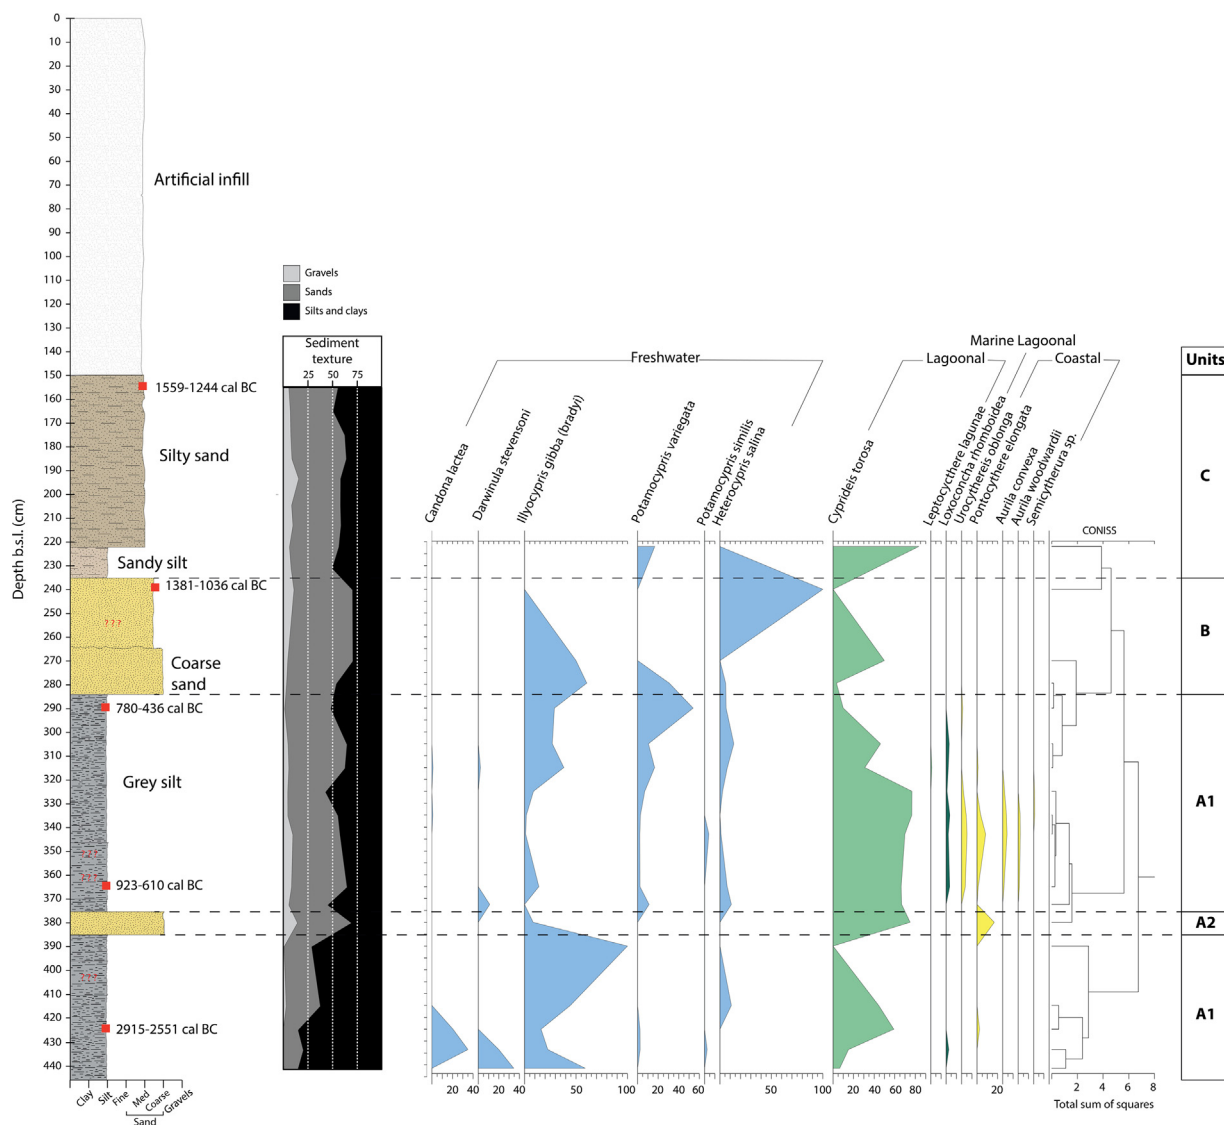 Depth b.s.l. (cm)
0
10
20
30
40
50
60
70
80
90
100
110
120
130
140
150
160
170
180
190
200
210
220
230
240
250
260
270
280
290
300
310
320
330
340
350
360
370
380
390
400
410
420
430
440
Artificial infill
1559-1244 cal BC
Silty sand
Sandy silt
1381-1036 cal BC
? ? ?
Coarse
sand
780-436 cal BC
Grey silt
? ? ?
? ? ?
923-610 cal BC
? ? ?
2915-2551 cal BC
Clay
Silt
Fine
Med
Coarse
Gravels
Sand
Gravels
Sands
Silts and clays
Sediment
texture
25 50 75
Freshwater
Lagoonal
Marine Lagoonal
Coastal
Candona lactea
Darwinula stevensoni
Illyocypris gibba (bradyi)
Potamocypris variegata
Potamocypris similis
Heterocypris salina
Cyprideis torosa
Leptocycthere lagunae
Loxoconcha rhomboidea
Urocythereis oblonga
Pontocythere elongata
Aurila convexa
Aurila woodwardii
Semicytherura sp.
CONISS
20 40
20 40
50 100
20 40 60
50 100
20 40 60 80
20
2 4 6 8
Total sum of squares
Units
C
B
A1
A2
A1